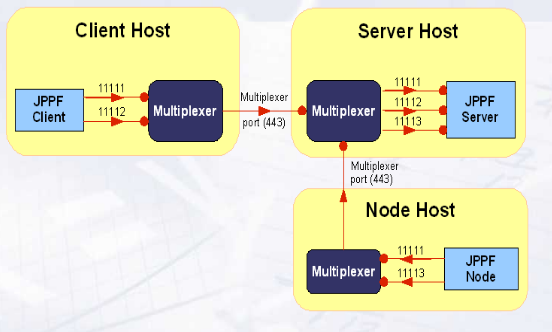 Client Host
11111
JPPF
Client
11112
Multiplexer
Multiplexer
port (443)
Server Host
Multiplexer
11111
11112
11113
JPPF
Server
Multiplexer
port (443)
Node Host
Multiplexer
11111
11113
JPPF
Node